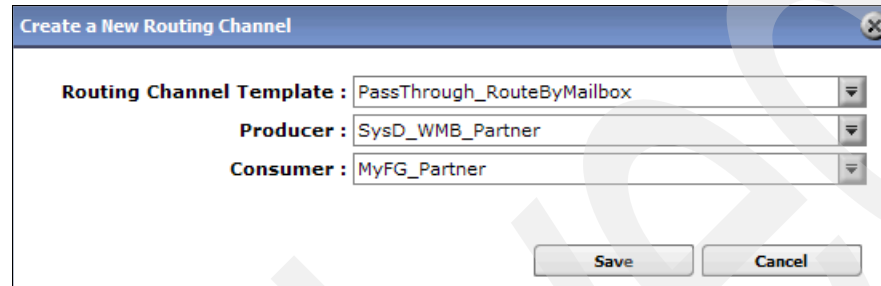 Create a New Routing Channel
Routing Channel Template : PassThrough_RouteByMailbox
Producer : SysD_WMB_Partner
Consumer : MyFG_Partner
Save Cancel